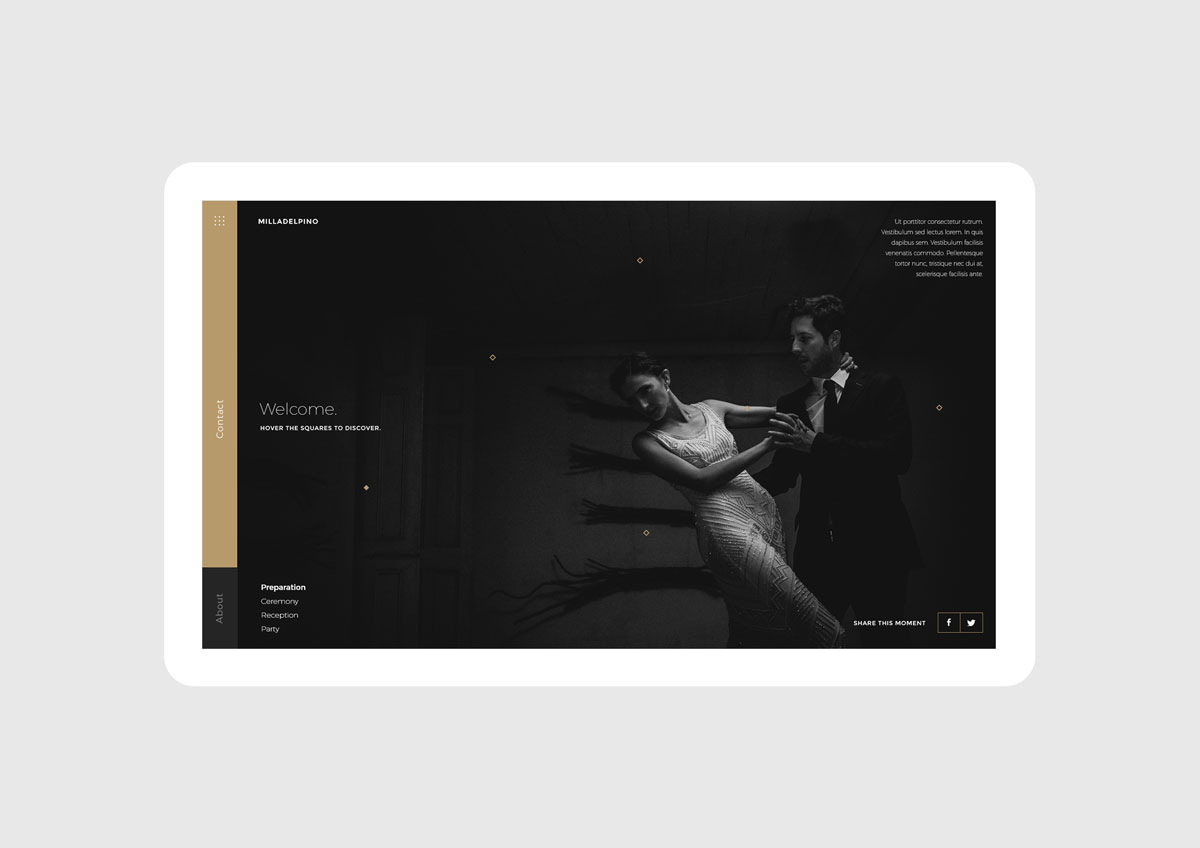 MILLADELPINO
Ut porttitor consectetur rutrum.
Vestibulum sed lectus lorem. In quis
dapibus sem. Vestibulum facilisis
venenatis commodo. Pellentesque
tortor nunc, tristique nec dui at,
scelerisque facilisis ante.
Contact
Welcome.
HOVER THE SQUARES TO DISCOVER.
About
Preparation
Ceremony
Reception
Party
SHARE THIS MOMENT